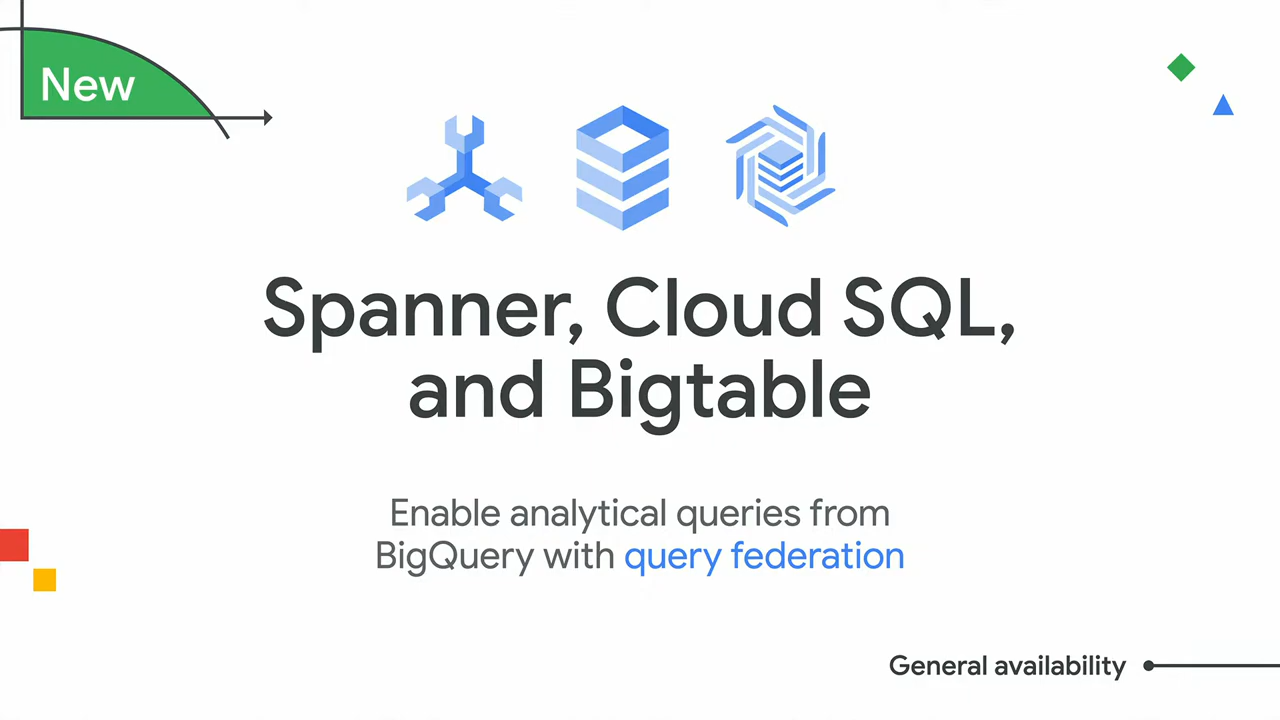 New
Spanner, Cloud SQL,
and Bigtable
Enable analytical queries from
BigQuery with query federation
General availability